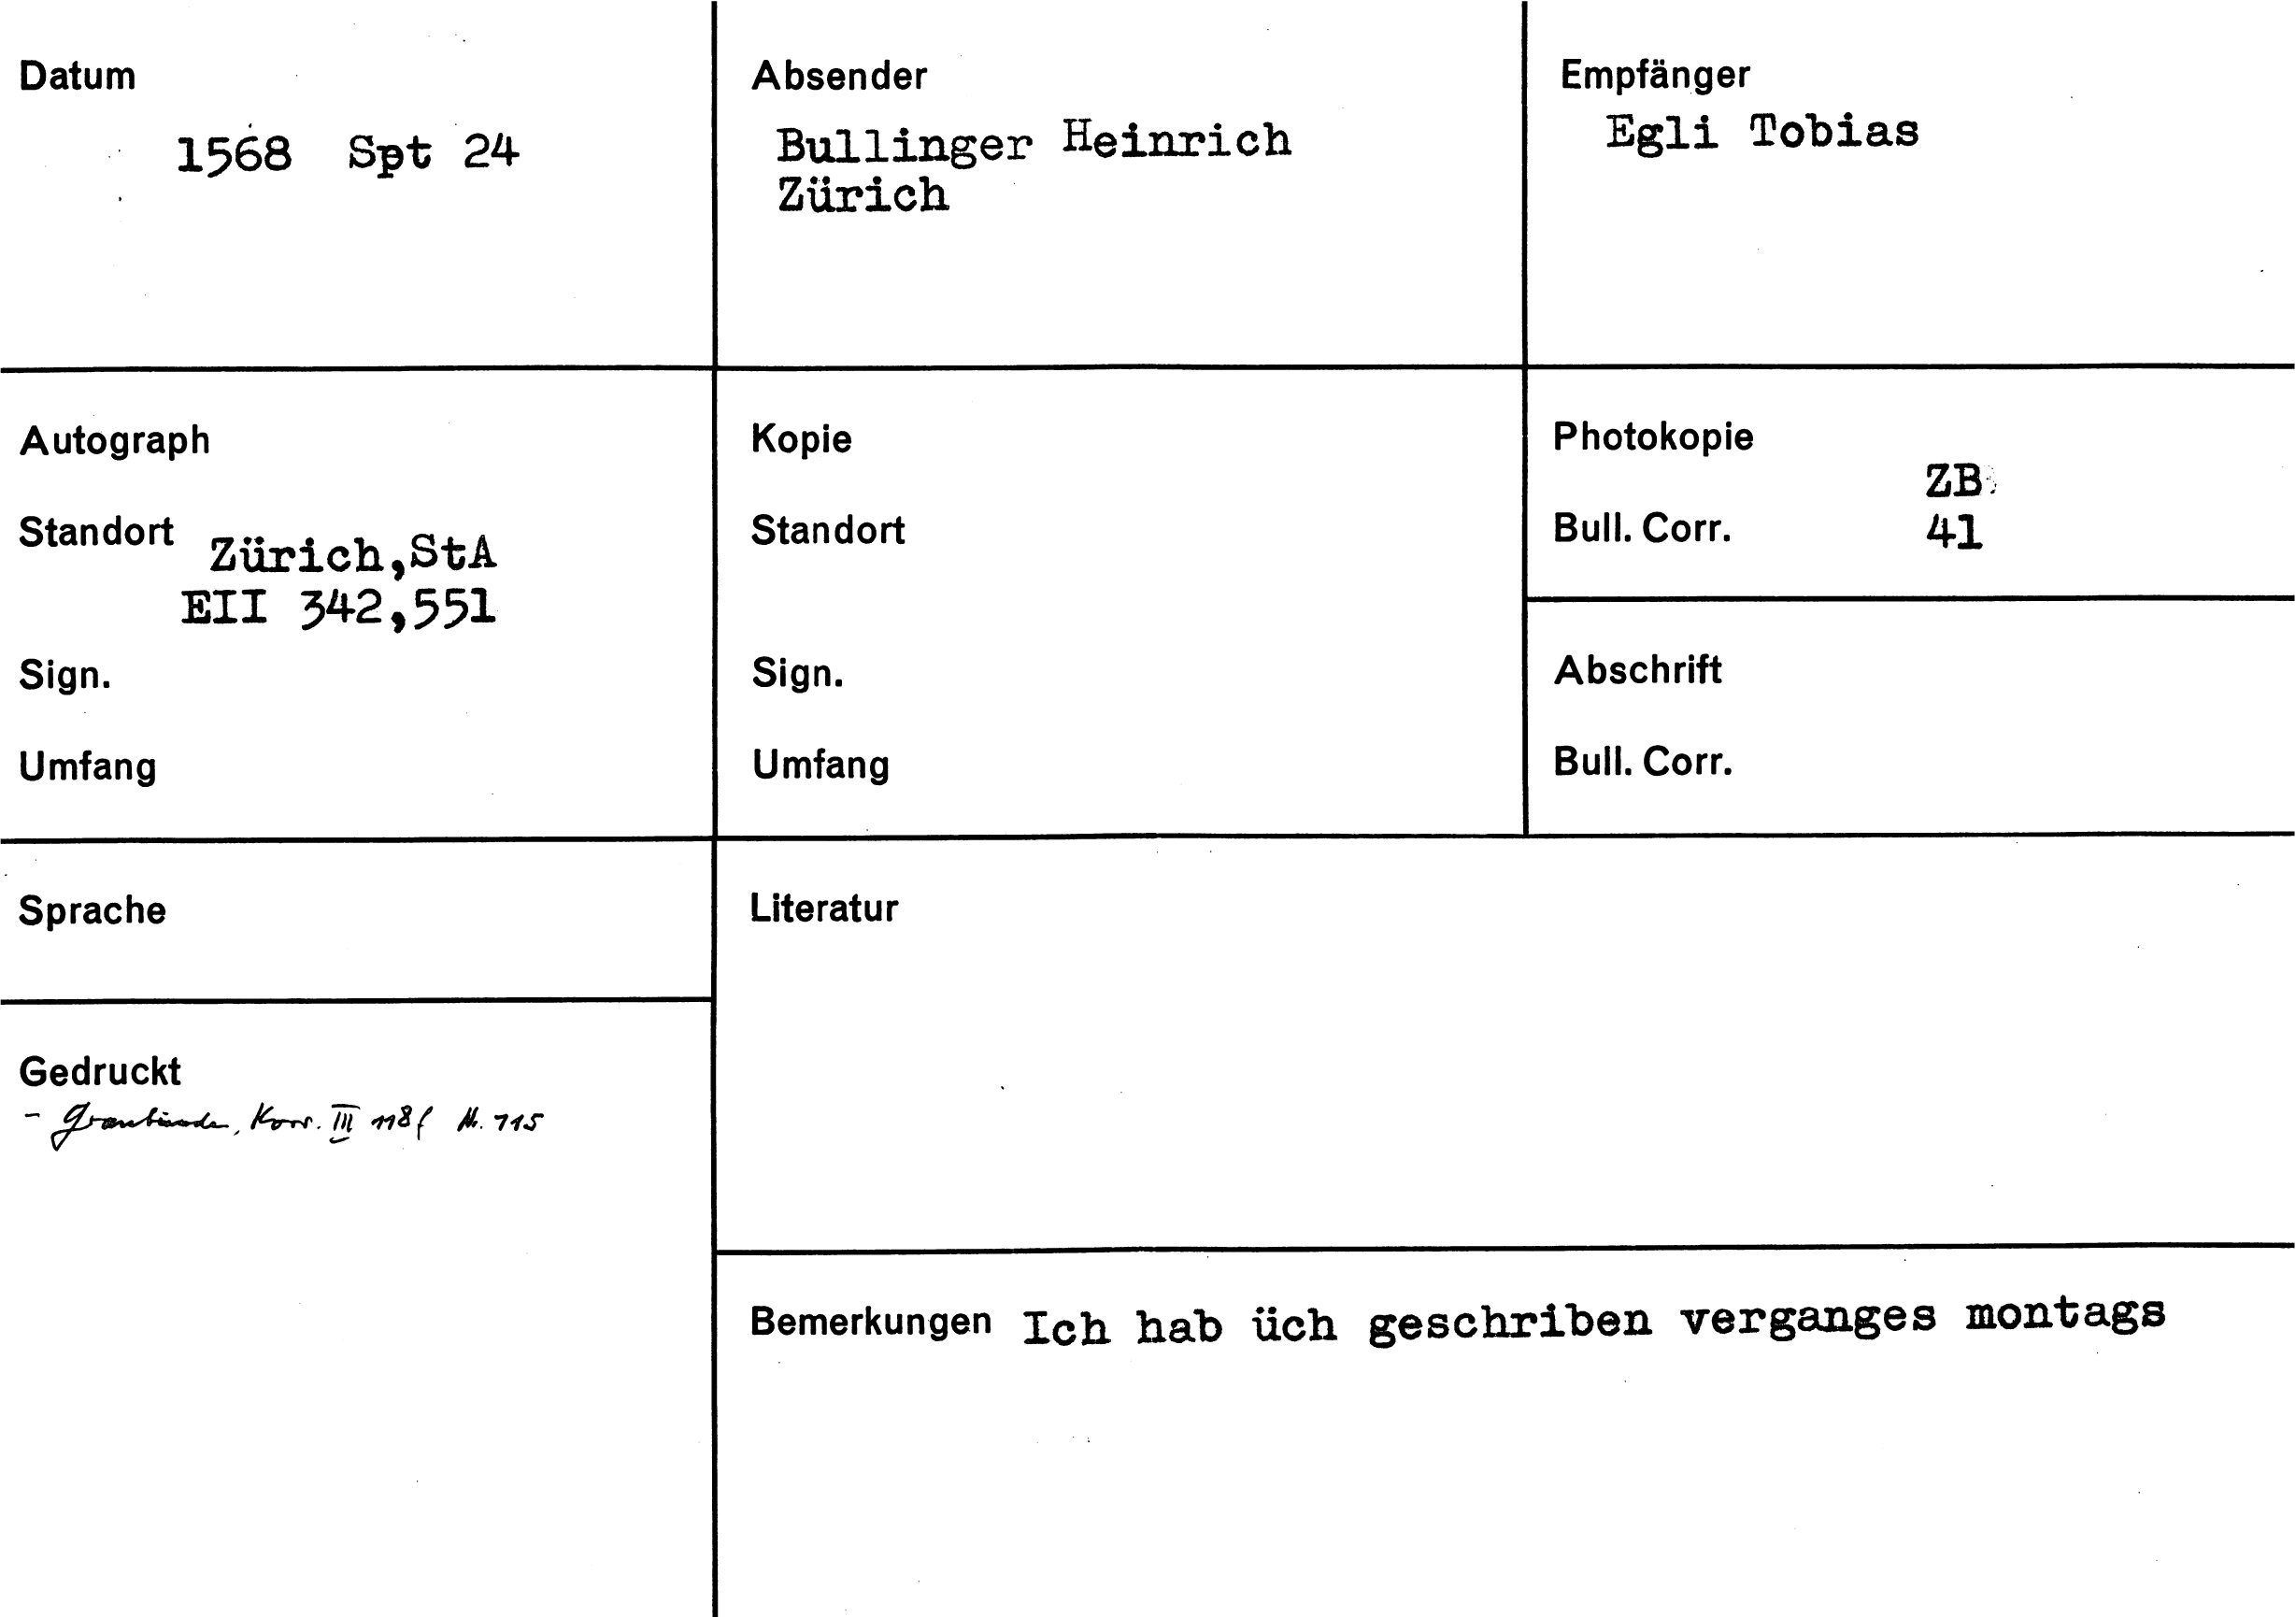 Datum
1568 Spt 24
Absender
Bullinger Heinrich
Zürich
Empfänger
Egli Tobias
Autograph
Standort Zürich,StA
EII 342,551
Sign.
Umfang
Kopie
Standort
Sign.
Umfang
Photokopie
ZB
Bull. Corr. 41
Abschrift
Bull. Corr.
Sprache
Gedruckt
- Graubünden, Korr. III 118f Nr. 115
Literatur
Bemerkungen Ich hab üch geschriben verganges montags